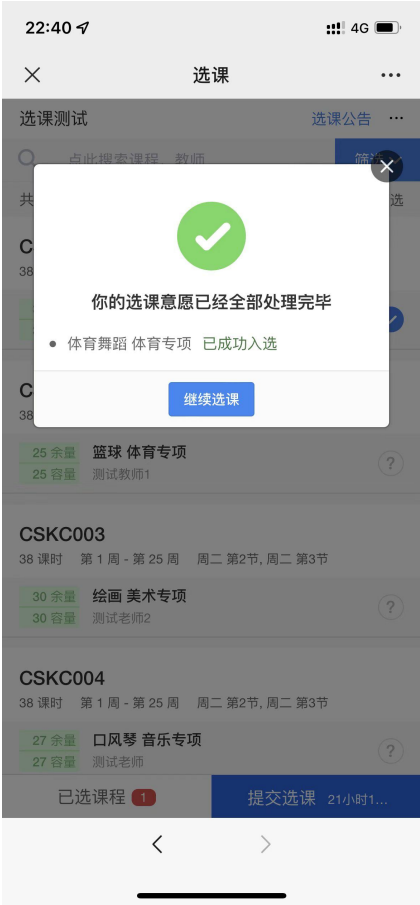 22:40
4G
选课
选课测试
选课公告
点此搜索课程、教师
共
选
你的选课意愿已经全部处理完毕
体育舞蹈 体育专项 已成功入选
继续选课
38
38
25 余量 篮球 体育专项
25 容量 测试教师1
CSKC003
38 课时 第 1 周 - 第 25 周 周二 第2节, 周二 第3节
30 余量 绘画 美术专项
30 容量 测试老师2
CSKC004
38 课时 第 1 周 - 第 25 周 周二 第2节, 周二 第3节
27 余量 口风琴 音乐专项
27 容量 测试老师
已选课程 1
提交选课 21小时1...